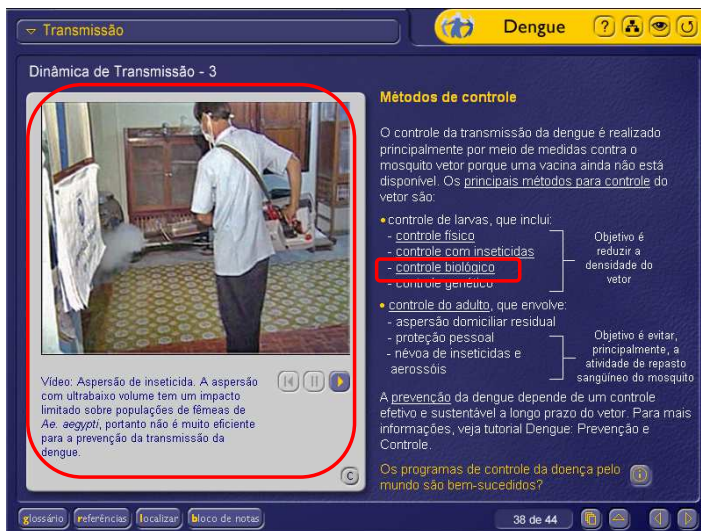 Transmissão
Dengue
?
Dinâmica de Transmissão - 3
Vídeo: Aspersão de inseticida. A aspersão
com ultrabaixo volume tem um impacto
limitado sobre populações de fêmeas de
Ae. aegypti, portanto não é muito eficiente
para a prevenção da transmissão da
dengue.
C
Métodos de controle
O controle da transmissão da dengue é realizado
principalmente por meio de medidas contra o
mosquito vetor porque uma vacina ainda não está
disponível. Os principais métodos para controle do
vetor são:
• controle de larvas, que inclui:
- controle físico
- controle com inseticidas
- controle biológico
- controle genético
Objetivo é
reduzir a
densidade do
vetor
• controle do adulto, que envolve:
- aspersão domiciliar residual
- proteção pessoal
- névoa de inseticidas e
aerossóis
Objetivo é evitar,
principalmente, a
atividade de repasto
sangüíneo do mosquito
A prevenção da dengue depende de um controle
efetivo e sustentável a longo prazo do vetor. Para mais
informações, veja tutorial Dengue: Prevenção e
Controle.
Os programas de controle da doença pelo
mundo são bem-sucedidos?
i
glossário referências localizar bloco de notas
38 de 44